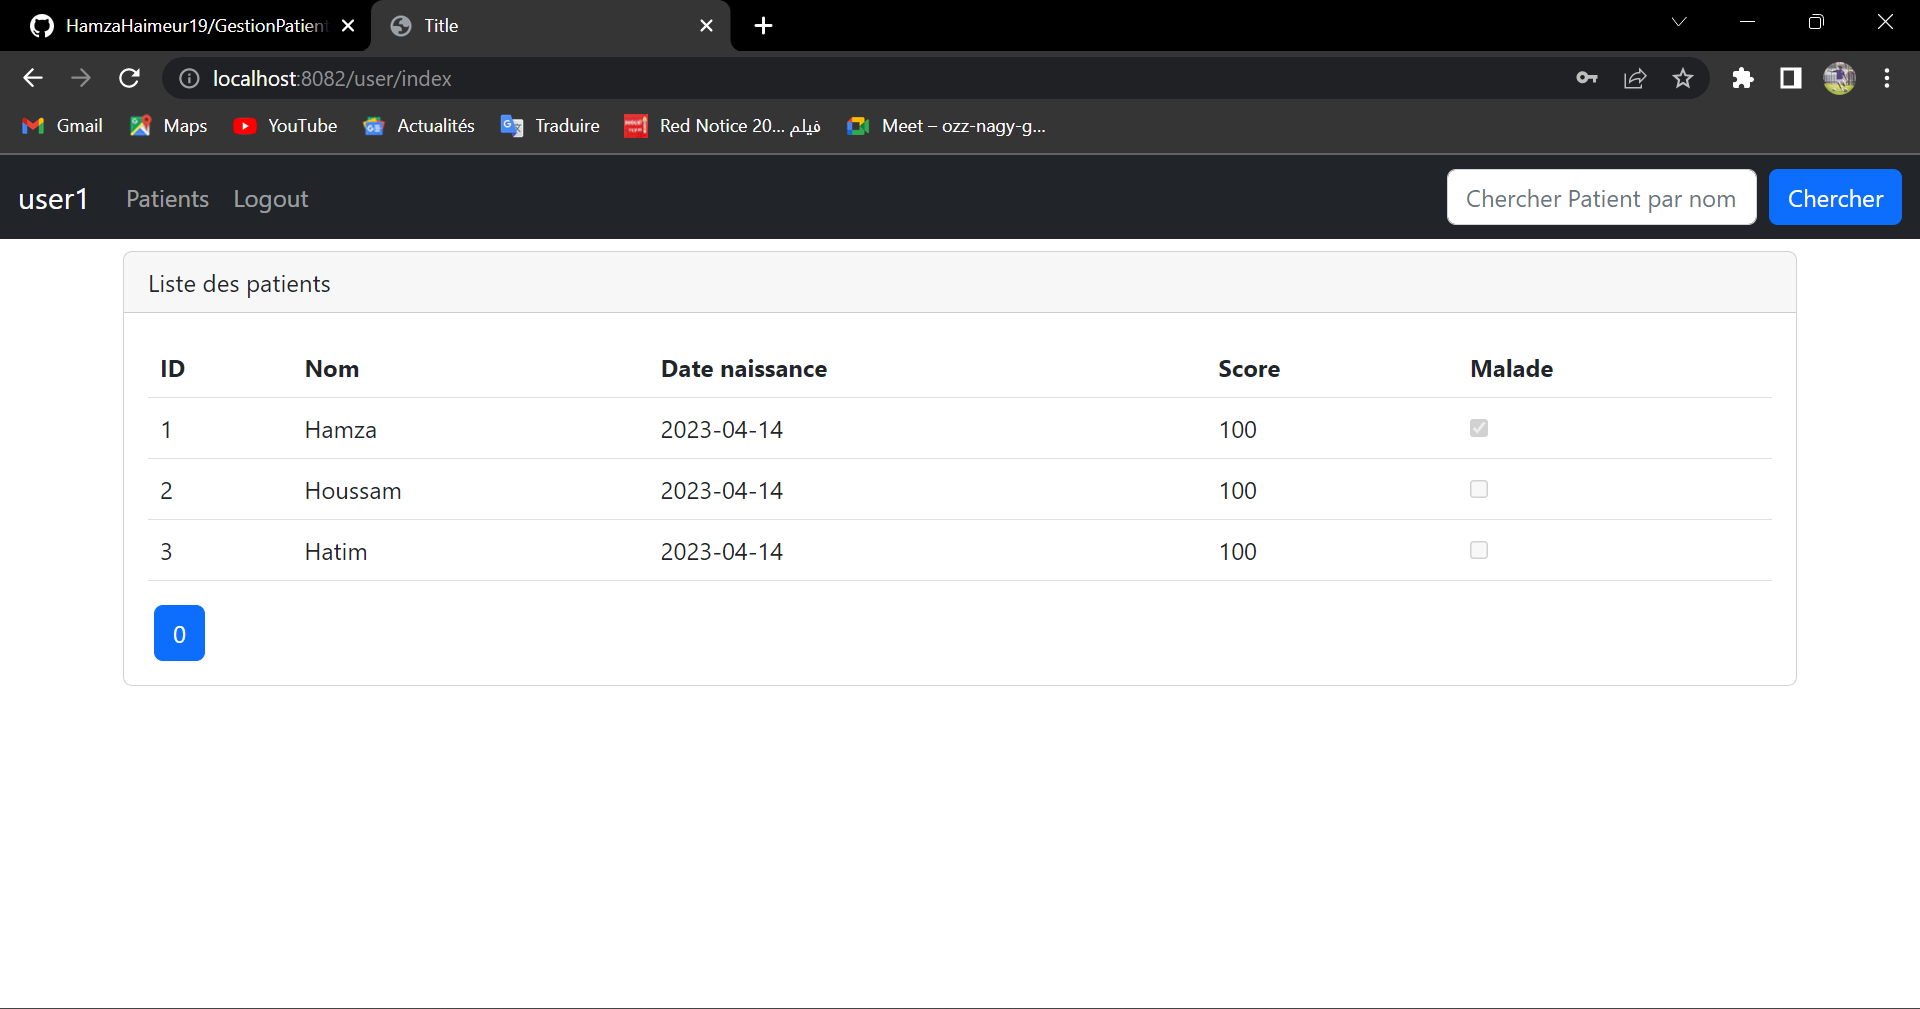 HamzaHaimeur19/GestionPatient
Title
localhost:8082/user/index
Gmail
Maps
YouTube
Actualités
Traduire
Red Notice 20... فيلم
Meet – ozz-nagy-g...
user1
Patients
Logout
Chercher Patient par nom
Chercher
Liste des patients
ID Nom Date naissance Score Malade
1 Hamza 2023-04-14 100
2 Houssam 2023-04-14 100
3 Hatim 2023-04-14 100
0